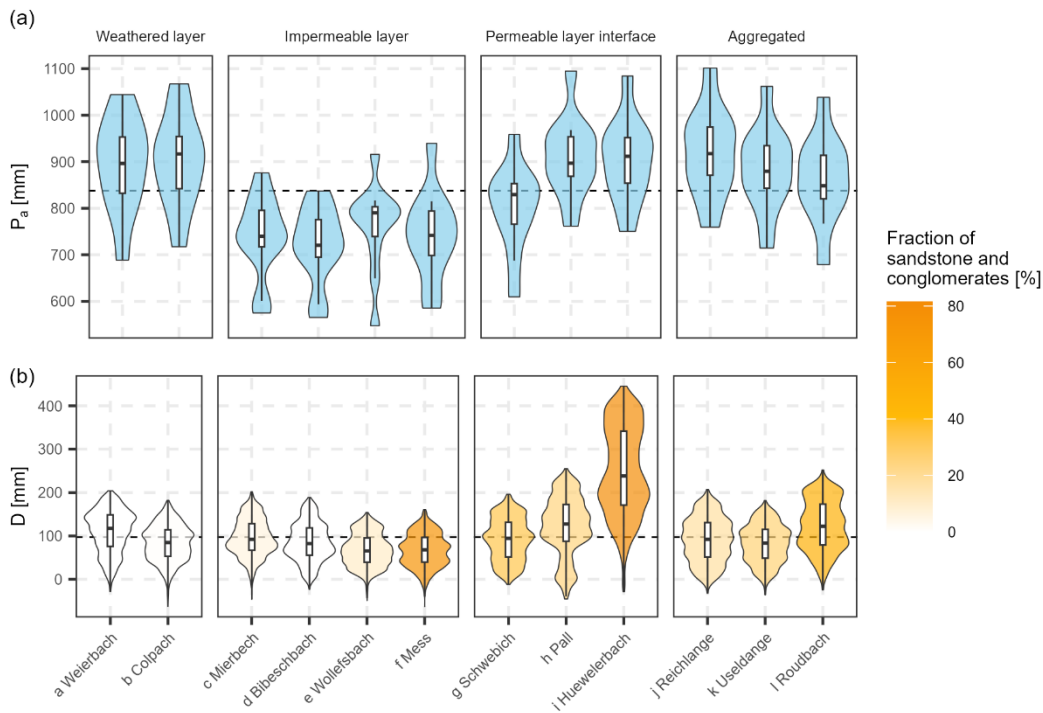 (a)
Weathered layer
Impermeable layer
Permeable layer interface
Aggregated
1100
1000
900
800
700
600
Pa [mm]
(b)
400
300
200
100
0
D [mm]
a Weierbach
b Colpach
c Mierbech
d Bibeschbach
e Wollefsbach
f Mess
g Schwebich
h Pall
i Huewelerbach
j Reichlange
k Useldange
l Roudbach
Fraction of
sandstone and
conglomerates [%]
80
60
40
20
0